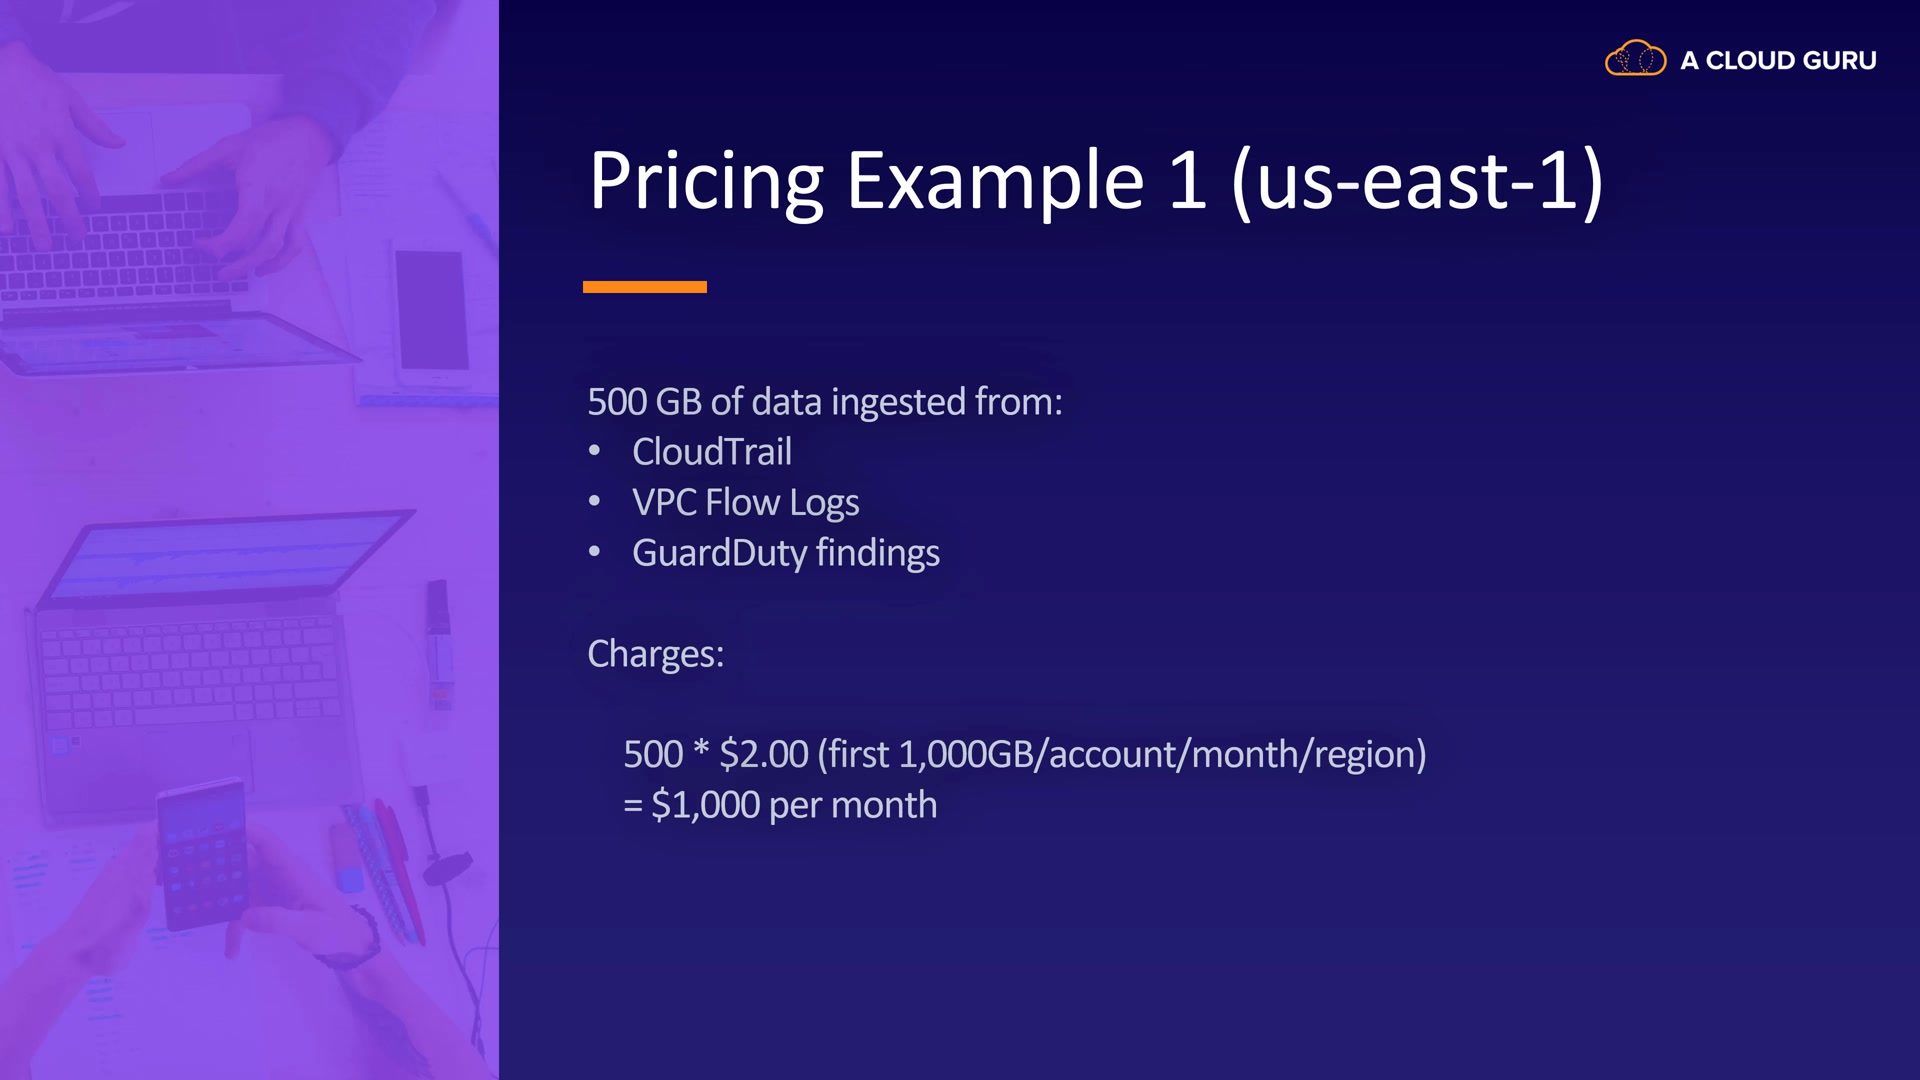 A CLOUD GURU
Pricing Example 1 (us-east-1)
500 GB of data ingested from:
• CloudTrail
• VPC Flow Logs
• GuardDuty findings
Charges:
500 * $2.00 (first 1,000GB/account/month/region)
= $1,000 per month